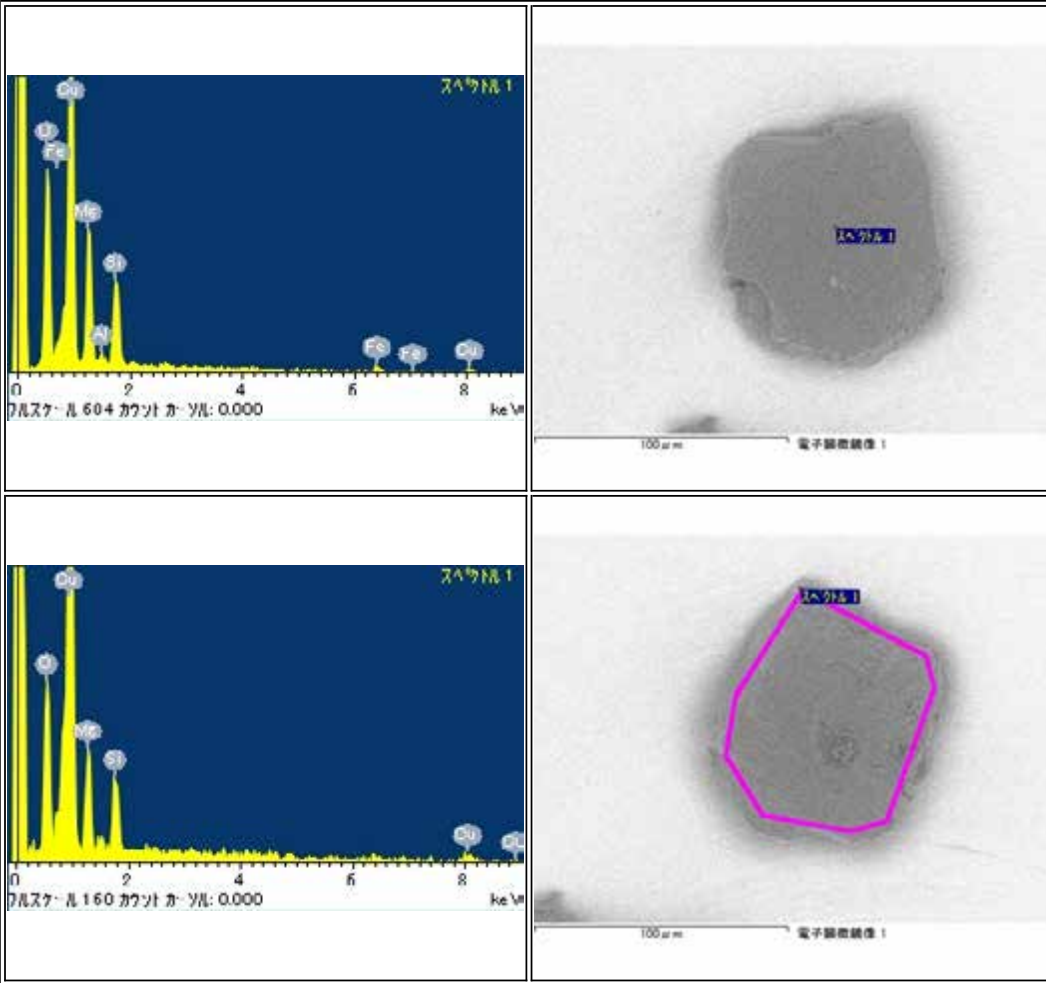 スペクトル 1
Cu
O
Fe
Mg
Si
Al
Fe
Fe
Cu
0 2 4 6 8
フルスケール 604 カウント カーソル: 0.000 keV
スペクトル 1
100μm 電子顕微鏡像 1
スペクトル 1
Cu
O
Mg
Si
Cu
Cu
0 2 4 6 8
フルスケール 160 カウント カーソル: 0.000 keV
スペクトル 1
100μm 電子顕微鏡像 1